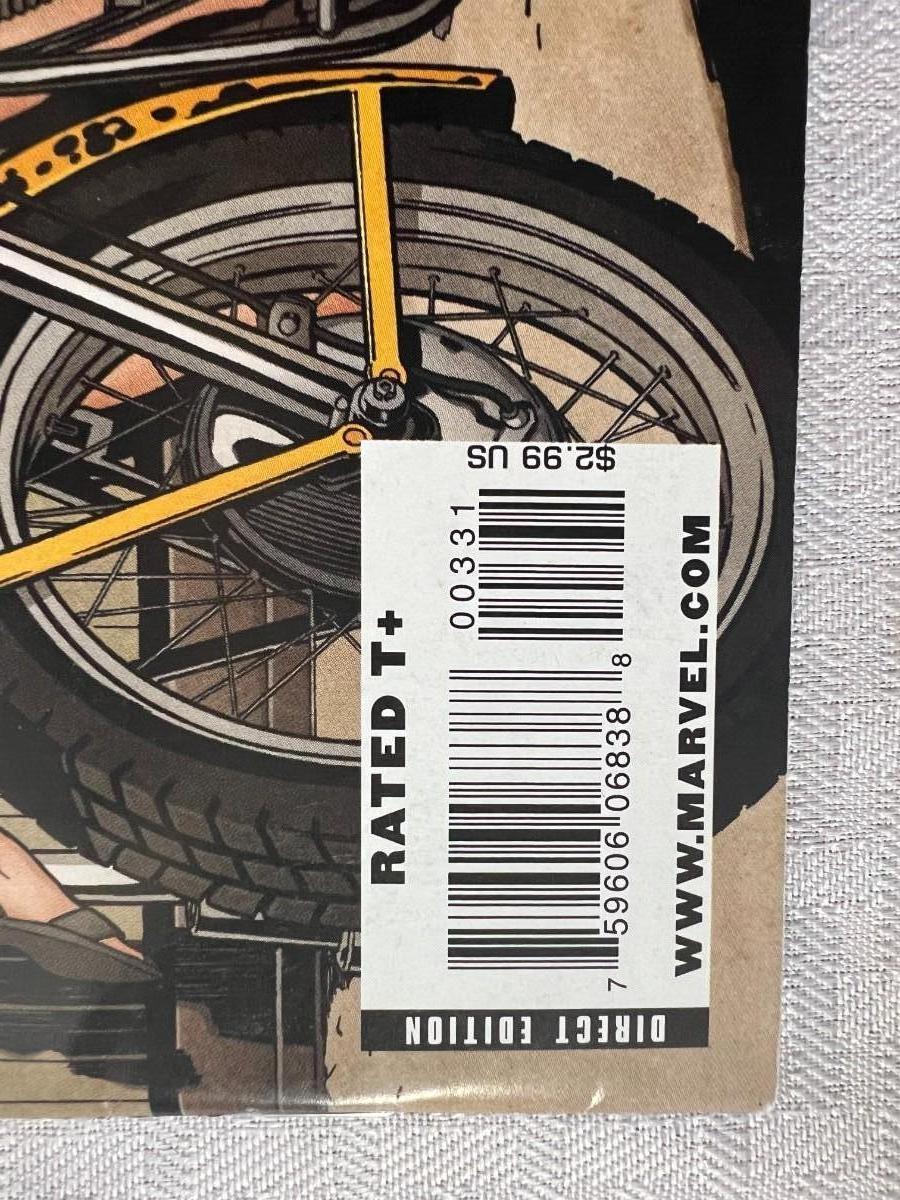 $2.99 US
00331
RATED T+
7 59606 06838 8
WWW.MARVEL.COM
DIRECT EDITION